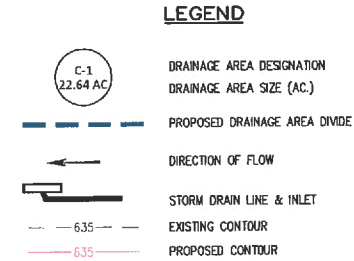 LEGEND
C-1
22.64 AC
DRAINAGE AREA DESIGNATION
DRAINAGE AREA SIZE (AC.)
PROPOSED DRAINAGE AREA DIVIDE
DIRECTION OF FLOW
STORM DRAIN LINE & INLET
635
EXISTING CONTOUR
635
PROPOSED CONTOUR